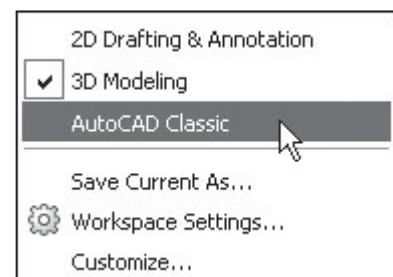 2D Drafting & Annotation
3D Modeling
AutoCAD Classic
Save Current As...
Workspace Settings...
Customize...